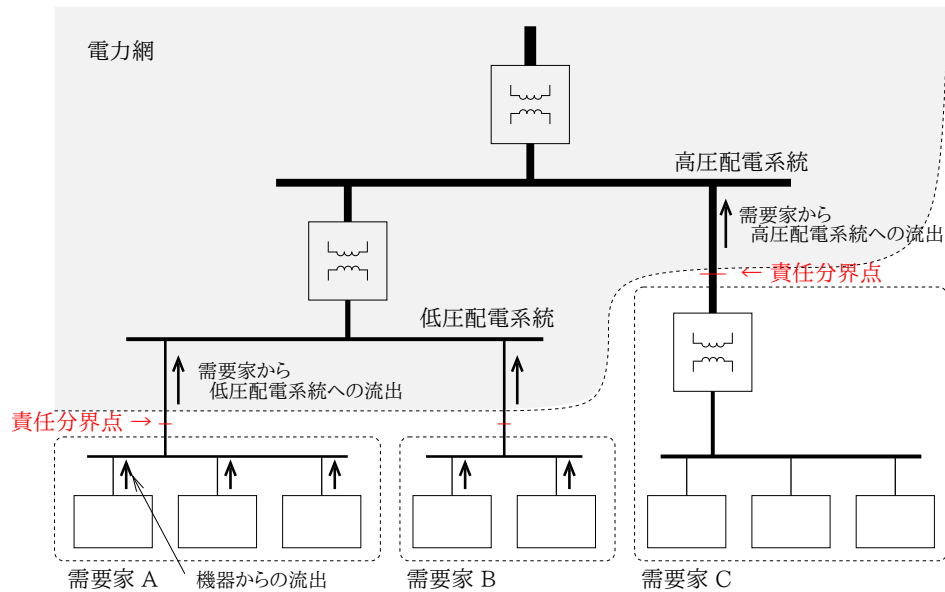 電力網
高圧配電系統
需要家から
高圧配電系統への流出
← 責任分界点
低圧配電系統
需要家から
低圧配電系統への流出
責任分界点 →
需要家 A
機器からの流出
需要家 B
需要家 C